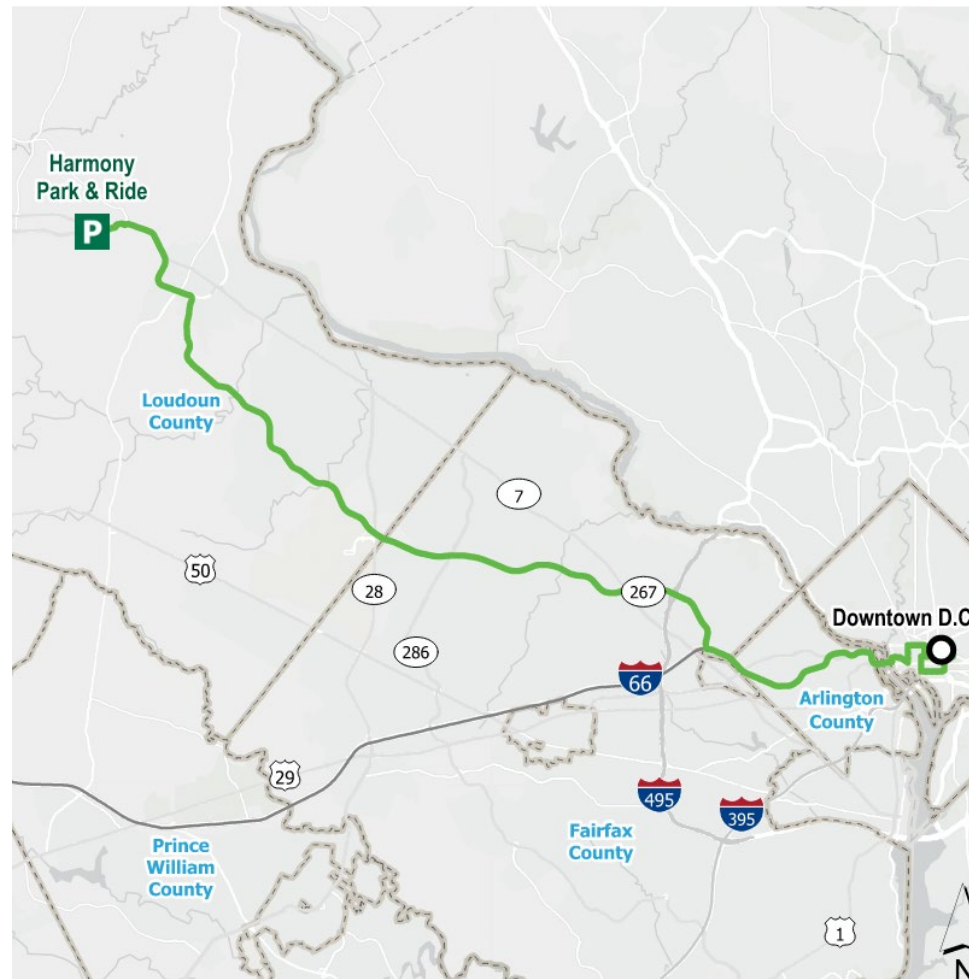 Harmony
Park & Ride
P
Loudoun
County
7
50
28
267
Downtown D.C
286
66
Arlington
County
29
495
395
Prince
William
County
Fairfax
County
1
N